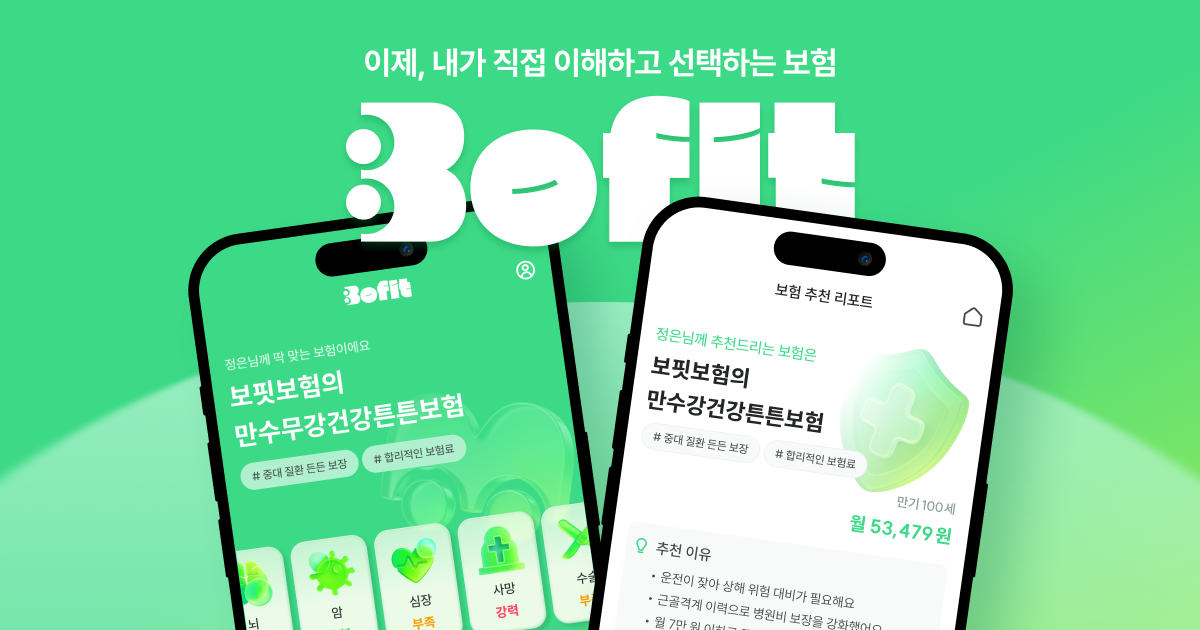 이제, 내가 직접 이해하고 선택하는 보험
Bofit
Bofit
정은님께 딱 맞는 보험이에요
보핏보험의
만수무강건강튼튼보험
# 중대 질환 든든 보장
# 합리적인 보험료
뇌
암
심장
부족
사망
강력
수술
보험 추천 리포트
정은님께 추천드리는 보험은
보핏보험의
만수강건강튼튼보험
# 중대 질환 든든 보장
# 합리적인 보험료
만기 100세
월 53,479원
추천 이유
• 운전이 잦아 상해 위험 대비가 필요해요
• 근골격계 이력으로 병원비 보장을 강화했어요
• 월 7만 원 이하로